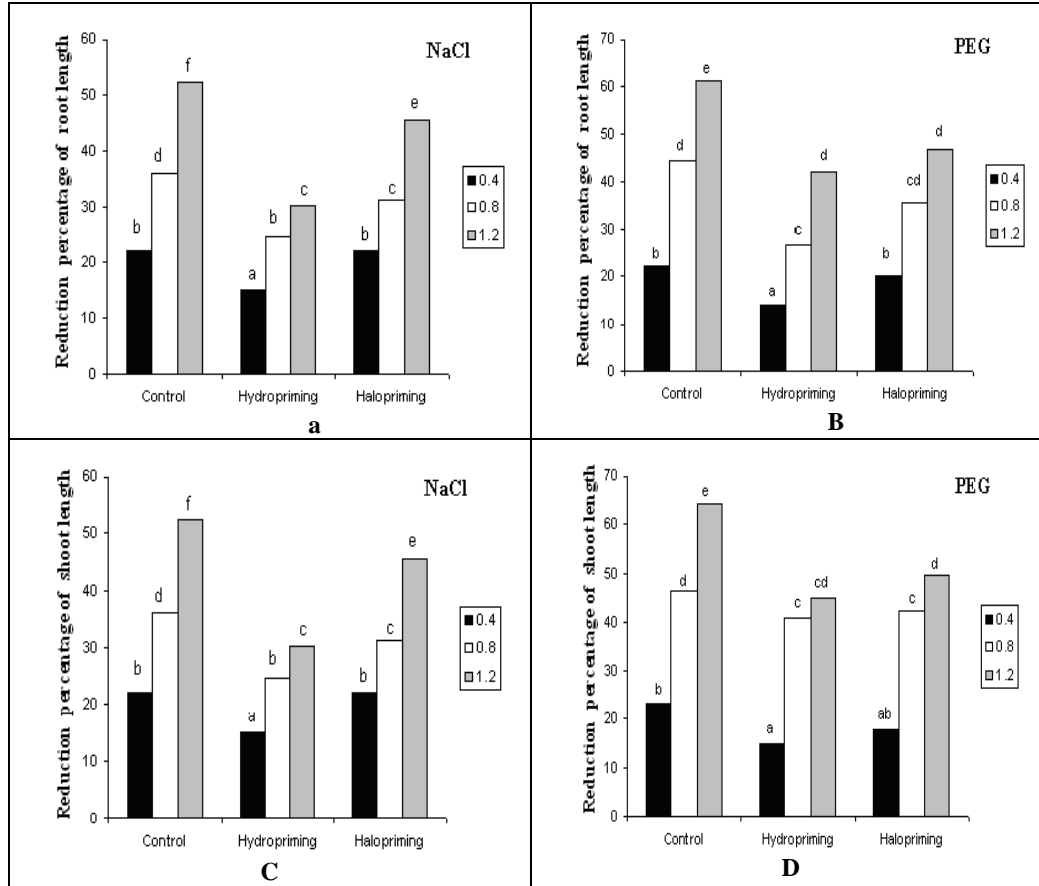 Reduction percentage of root length
NaCl
60
50
40
30
20
10
0
b
d
f
a
b
c
b
c
e
0.4
0.8
1.2
Control
Hydropriming
Halopriming
a
Reduction percentage of root length
PEG
70
60
50
40
30
20
10
0
b
d
e
a
c
d
b
cd
d
0.4
0.8
1.2
Control
Hydropriming
Halopriming
B
Reduction percentage of shoot length
NaCl
60
50
40
30
20
10
0
b
d
f
a
b
c
b
c
e
0.4
0.8
1.2
Control
Hydropriming
Halopriming
C
Reduction percentage of shoot length
PEG
70
60
50
40
30
20
10
0
b
d
e
a
c
cd
ab
c
d
0.4
0.8
1.2
Control
Hydropriming
Halopriming
D